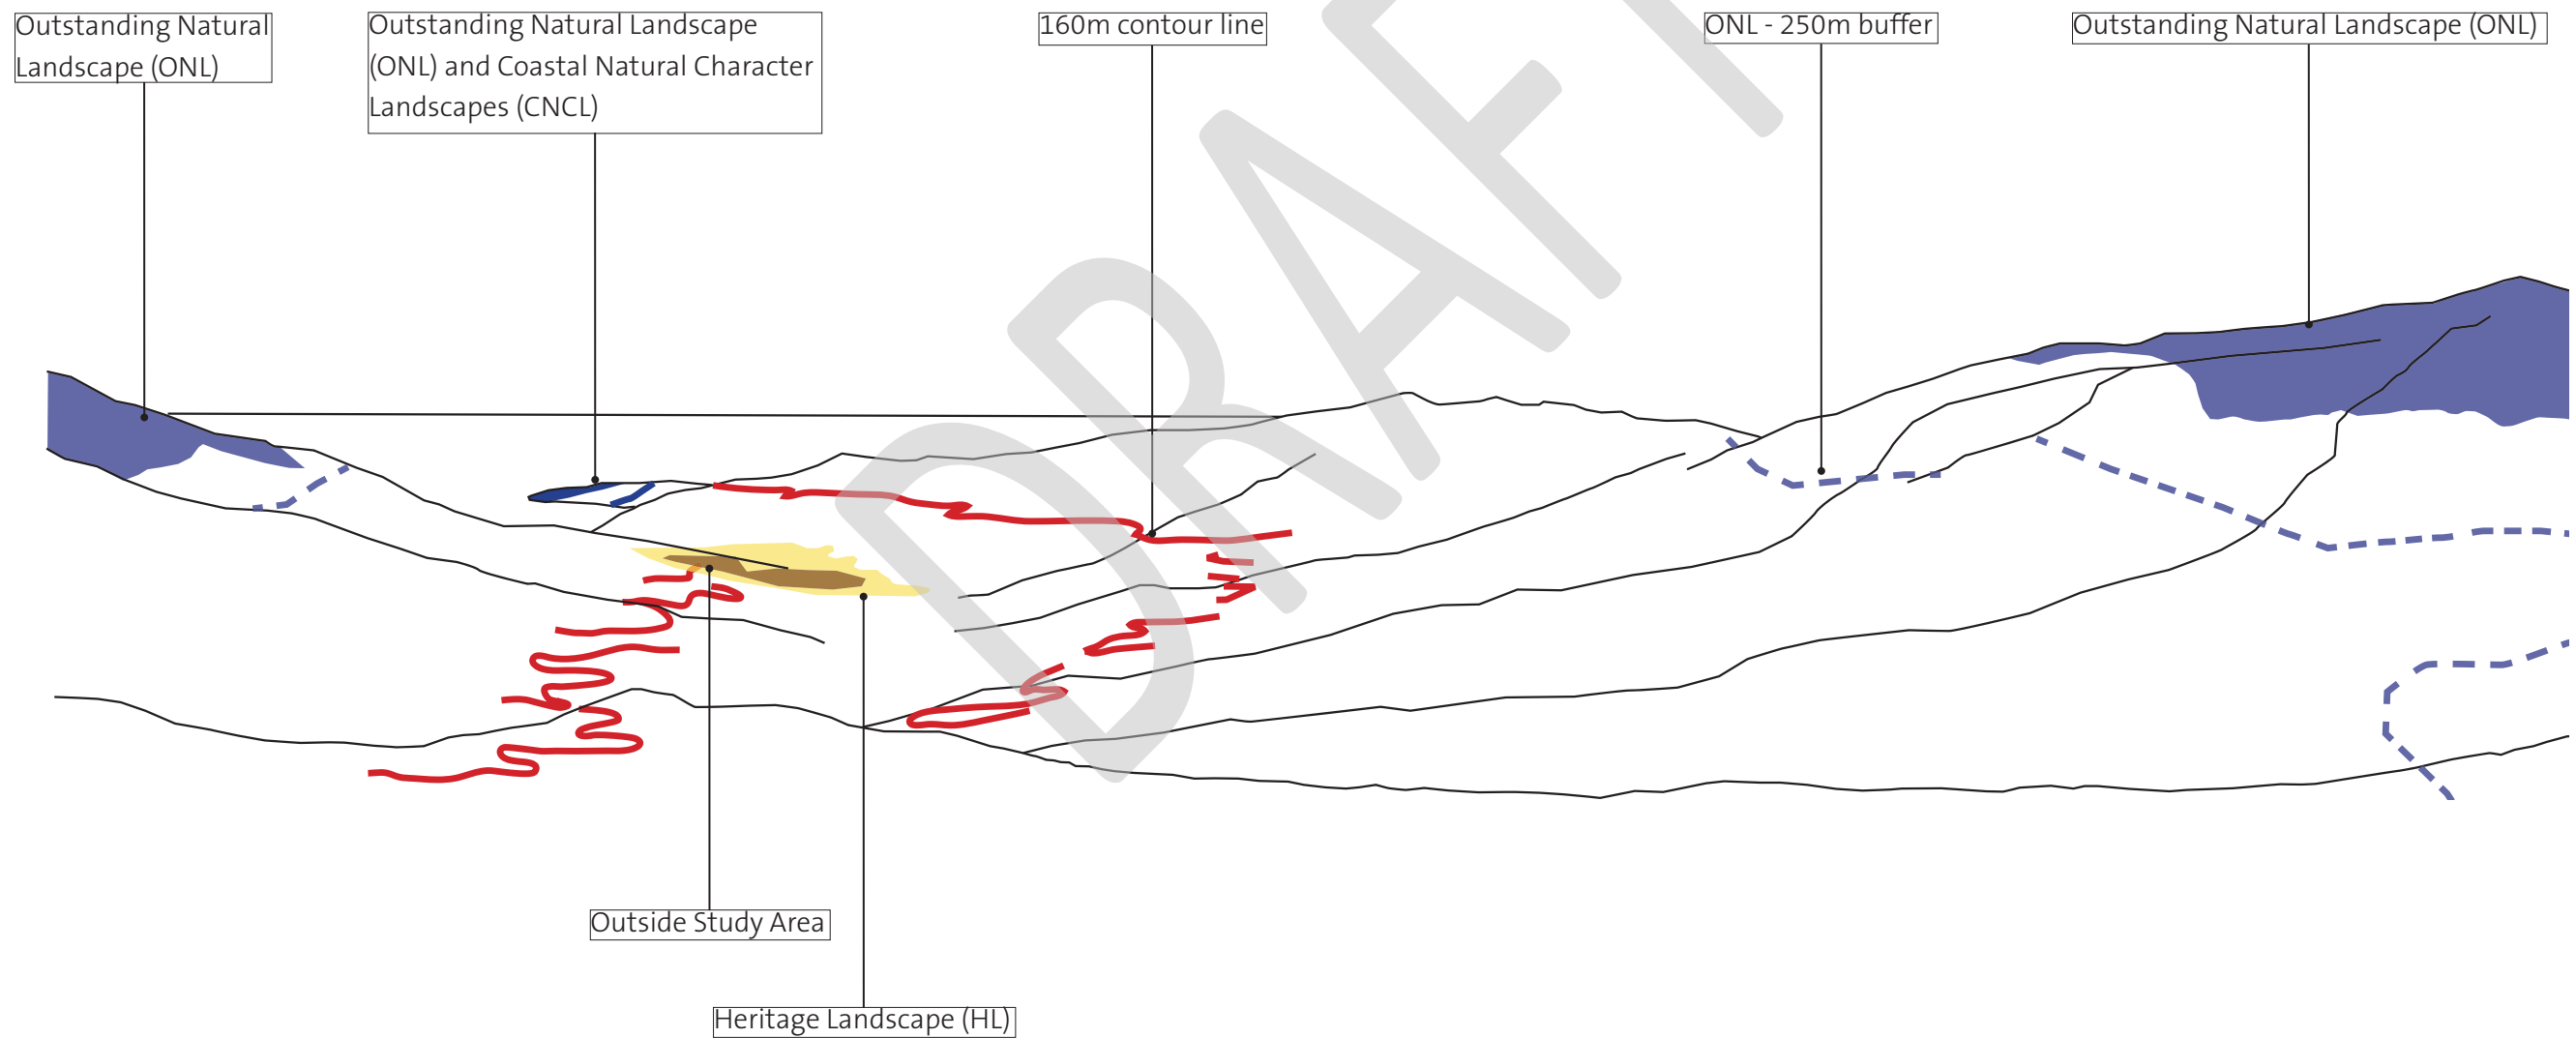 Outstanding Natural
Landscape (ONL)
Outstanding Natural Landscape
(ONL) and Coastal Natural Character
Landscapes (CNCL)
160m contour line
ONL - 250m buffer
Outstanding Natural Landscape (ONL)
DRAFT
Outside Study Area
Heritage Landscape (HL)